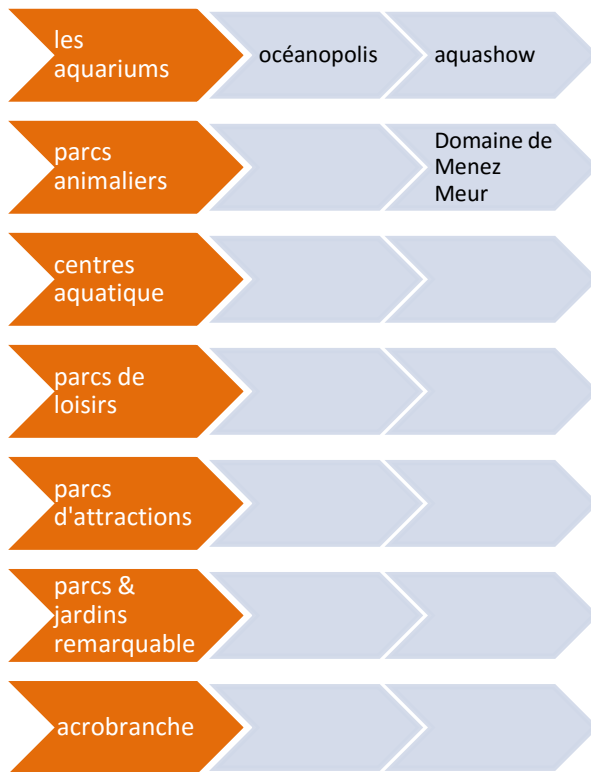 les
aquariums
océanopolis
aquashow
parcs
animaliers
Domaine de
Menez
Meur
centres
aquatique
parcs de
loisirs
parcs
d'attractions
parcs &
jardins
remarquable
acrobranche